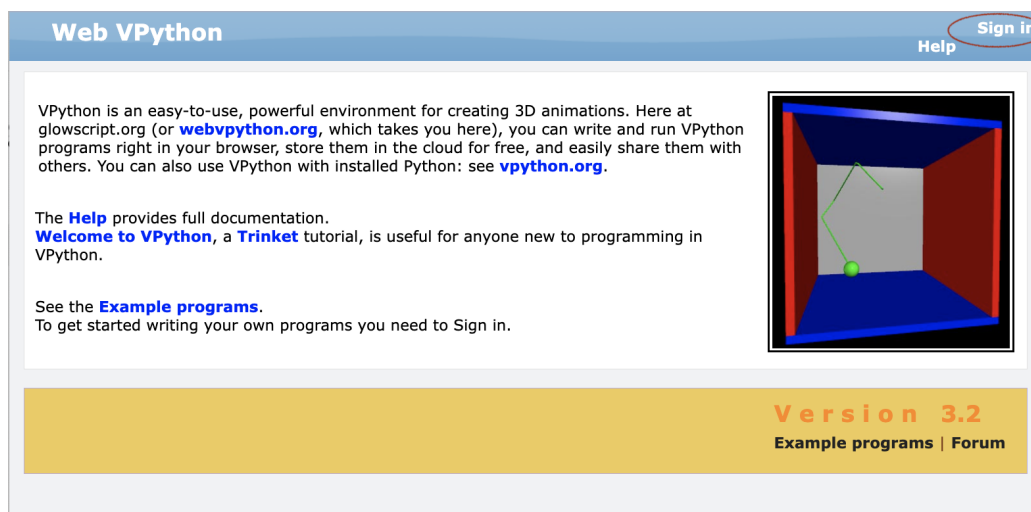 Web VPython
Sign in
Help
VPython is an easy-to-use, powerful environment for creating 3D animations. Here at
glowscript.org (or webvpython.org, which takes you here), you can write and run VPython
programs right in your browser, store them in the cloud for free, and easily share them with
others. You can also use VPython with installed Python: see vpython.org.
The Help provides full documentation.
Welcome to VPython, a Trinket tutorial, is useful for anyone new to programming in
VPython.
See the Example programs.
To get started writing your own programs you need to Sign in.
Version 3.2
Example programs | Forum